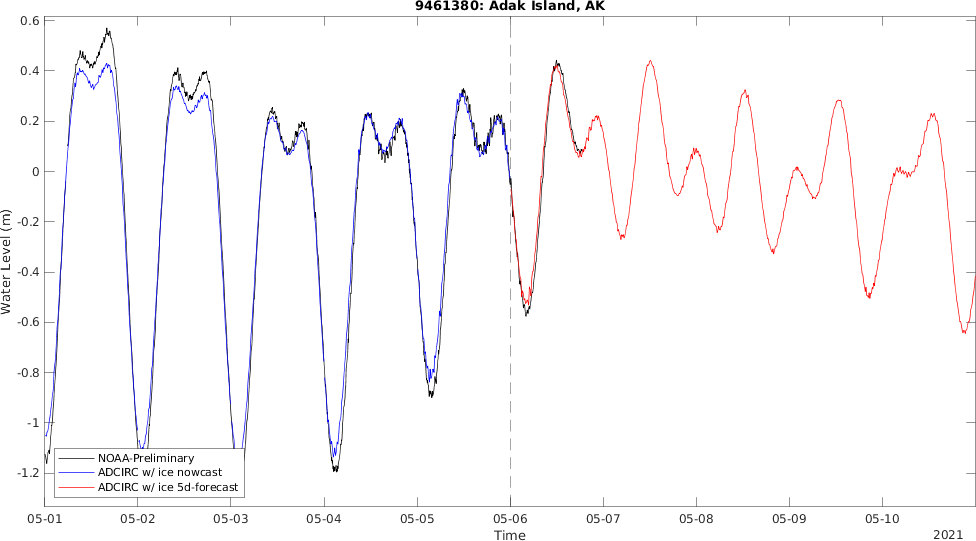 9461380: Adak Island, AK
0.6
0.4
0.2
0
-0.2
-0.4
-0.6
-0.8
-1
-1.2
Water Level (m)
NOAA-Preliminary
ADCIRC w/ ice nowcast
ADCIRC w/ ice 5d-forecast
05-01 05-02 05-03 05-04 05-05 05-06 05-07 05-08 05-09 05-10
Time
2021